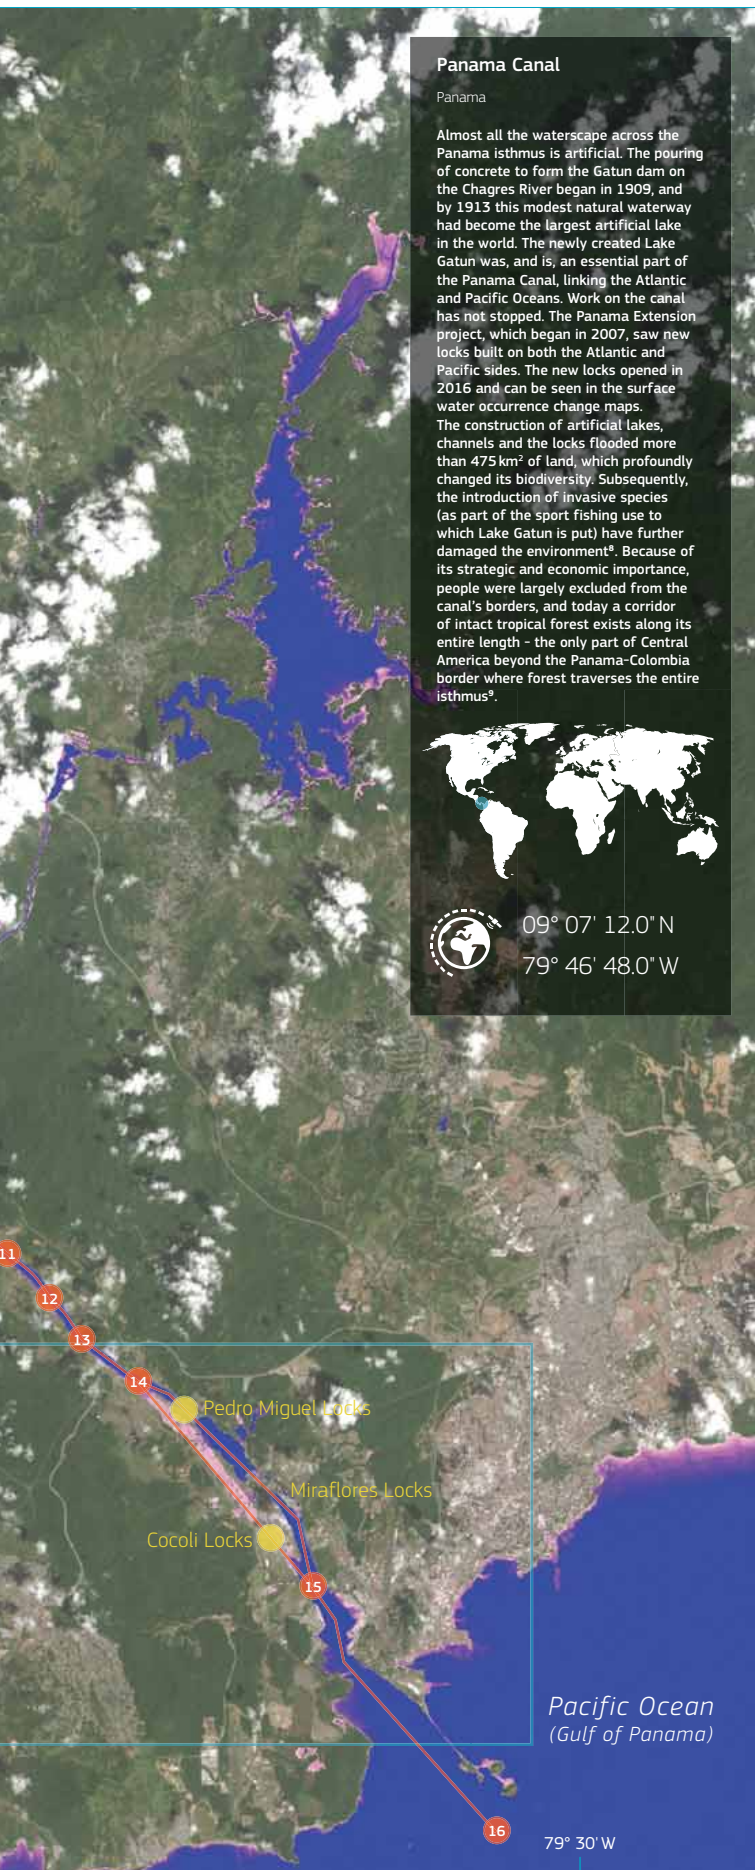 Panama Canal
Panama
Almost all the waterscape across the
Panama isthmus is artificial. The pouring
of concrete to form the Gatun dam on
the Chagres River began in 1909, and
by 1913 this modest natural waterway
had become the largest artificial lake
in the world. The newly created Lake
Gatun was, and is, an essential part of
the Panama Canal, linking the Atlantic
and Pacific Oceans. Work on the canal
has not stopped. The Panama Extension
project, which began in 2007, saw new
locks built on both the Atlantic and
Pacific sides. The new locks opened in
2016 and can be seen in the surface
water occurrence change maps.
The construction of artificial lakes,
channels and the locks flooded more
than 475 km² of land, which profoundly
changed its biodiversity. Subsequently,
the introduction of invasive species
(as part of the sport fishing use to
which Lake Gatun is put) have further
damaged the environment⁸. Because of
its strategic and economic importance,
people were largely excluded from the
canal's borders, and today a corridor
of intact tropical forest exists along its
entire length - the only part of Central
America beyond the Panama-Colombia
border where forest traverses the entire
isthmus⁹.
09° 07' 12.0" N
79° 46' 48.0" W
11
12
13
14
Pedro Miguel Locks
Miraflores Locks
Cocoli Locks
15
Pacific Ocean
(Gulf of Panama)
16
79° 30' W